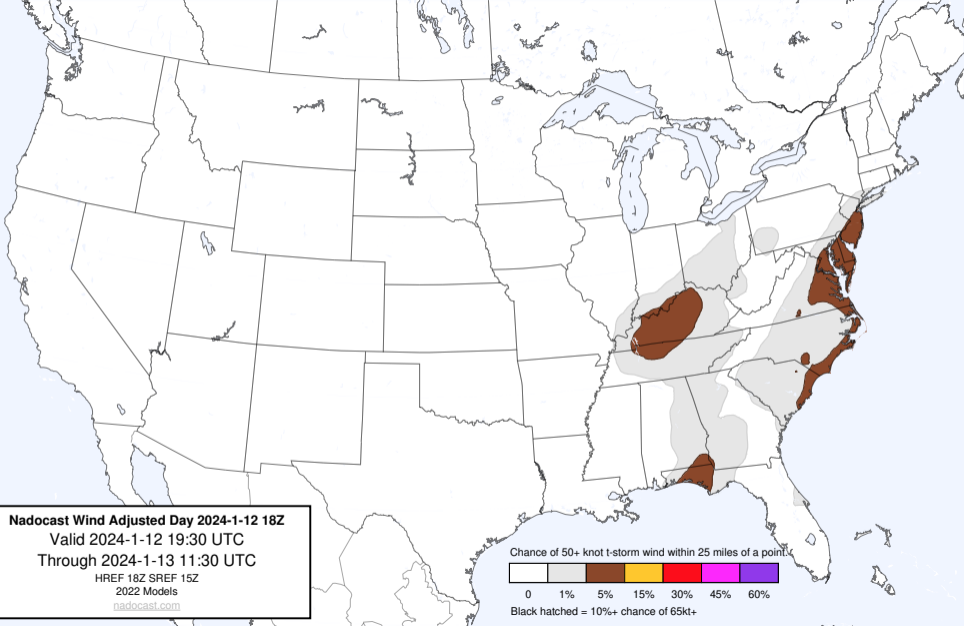 Nadocast Wind Adjusted Day 2024-1-12 18Z
Valid 2024-1-12 19:30 UTC
Through 2024-1-13 11:30 UTC
HREF 18Z SREF 15Z
2022 Models
nadocast.com
Chance of 50+ knot t-storm wind within 25 miles of a point.
0 1% 5% 15% 30% 45% 60%
Black hatched = 10%+ chance of 65kt+